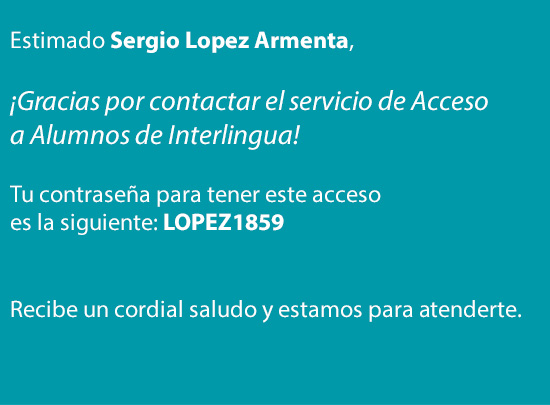 Estimado Sergio Lopez Armenta,
¡Gracias por contactar el servicio de Acceso
a Alumnos de Interlingua!
Tu contraseña para tener este acceso
es la siguiente: LOPEZ1859
Recibe un cordial saludo y estamos para atenderte.